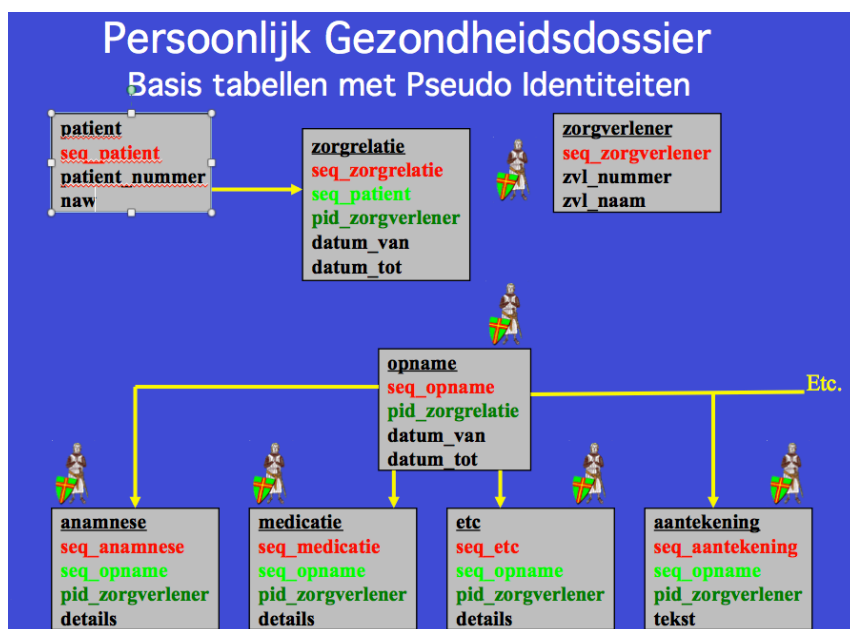 Persoonlijk Gezondheidsdossier
Basis tabellen met Pseudo Identiteiten
patient
seq_patient
patient_nummer
naw
zorgrelatie
seq_zorgrelatie
seq_patient
pid_zorgverlener
datum_van
datum_tot
zorgverlener
seq_zorgverlener
zvl_nummer
zvl_naam
opname
seq_opname
pid_zorgrelatie
datum_van
datum_tot
Etc.
anamnese
seq_anamnese
seq_opname
pid_zorgverlener
details
medicatie
seq_medicatie
seq_opname
pid_zorgverlener
details
etc
seq_etc
seq_opname
pid_zorgverlener
details
aantekening
seq_aantekening
seq_opname
pid_zorgverlener
tekst